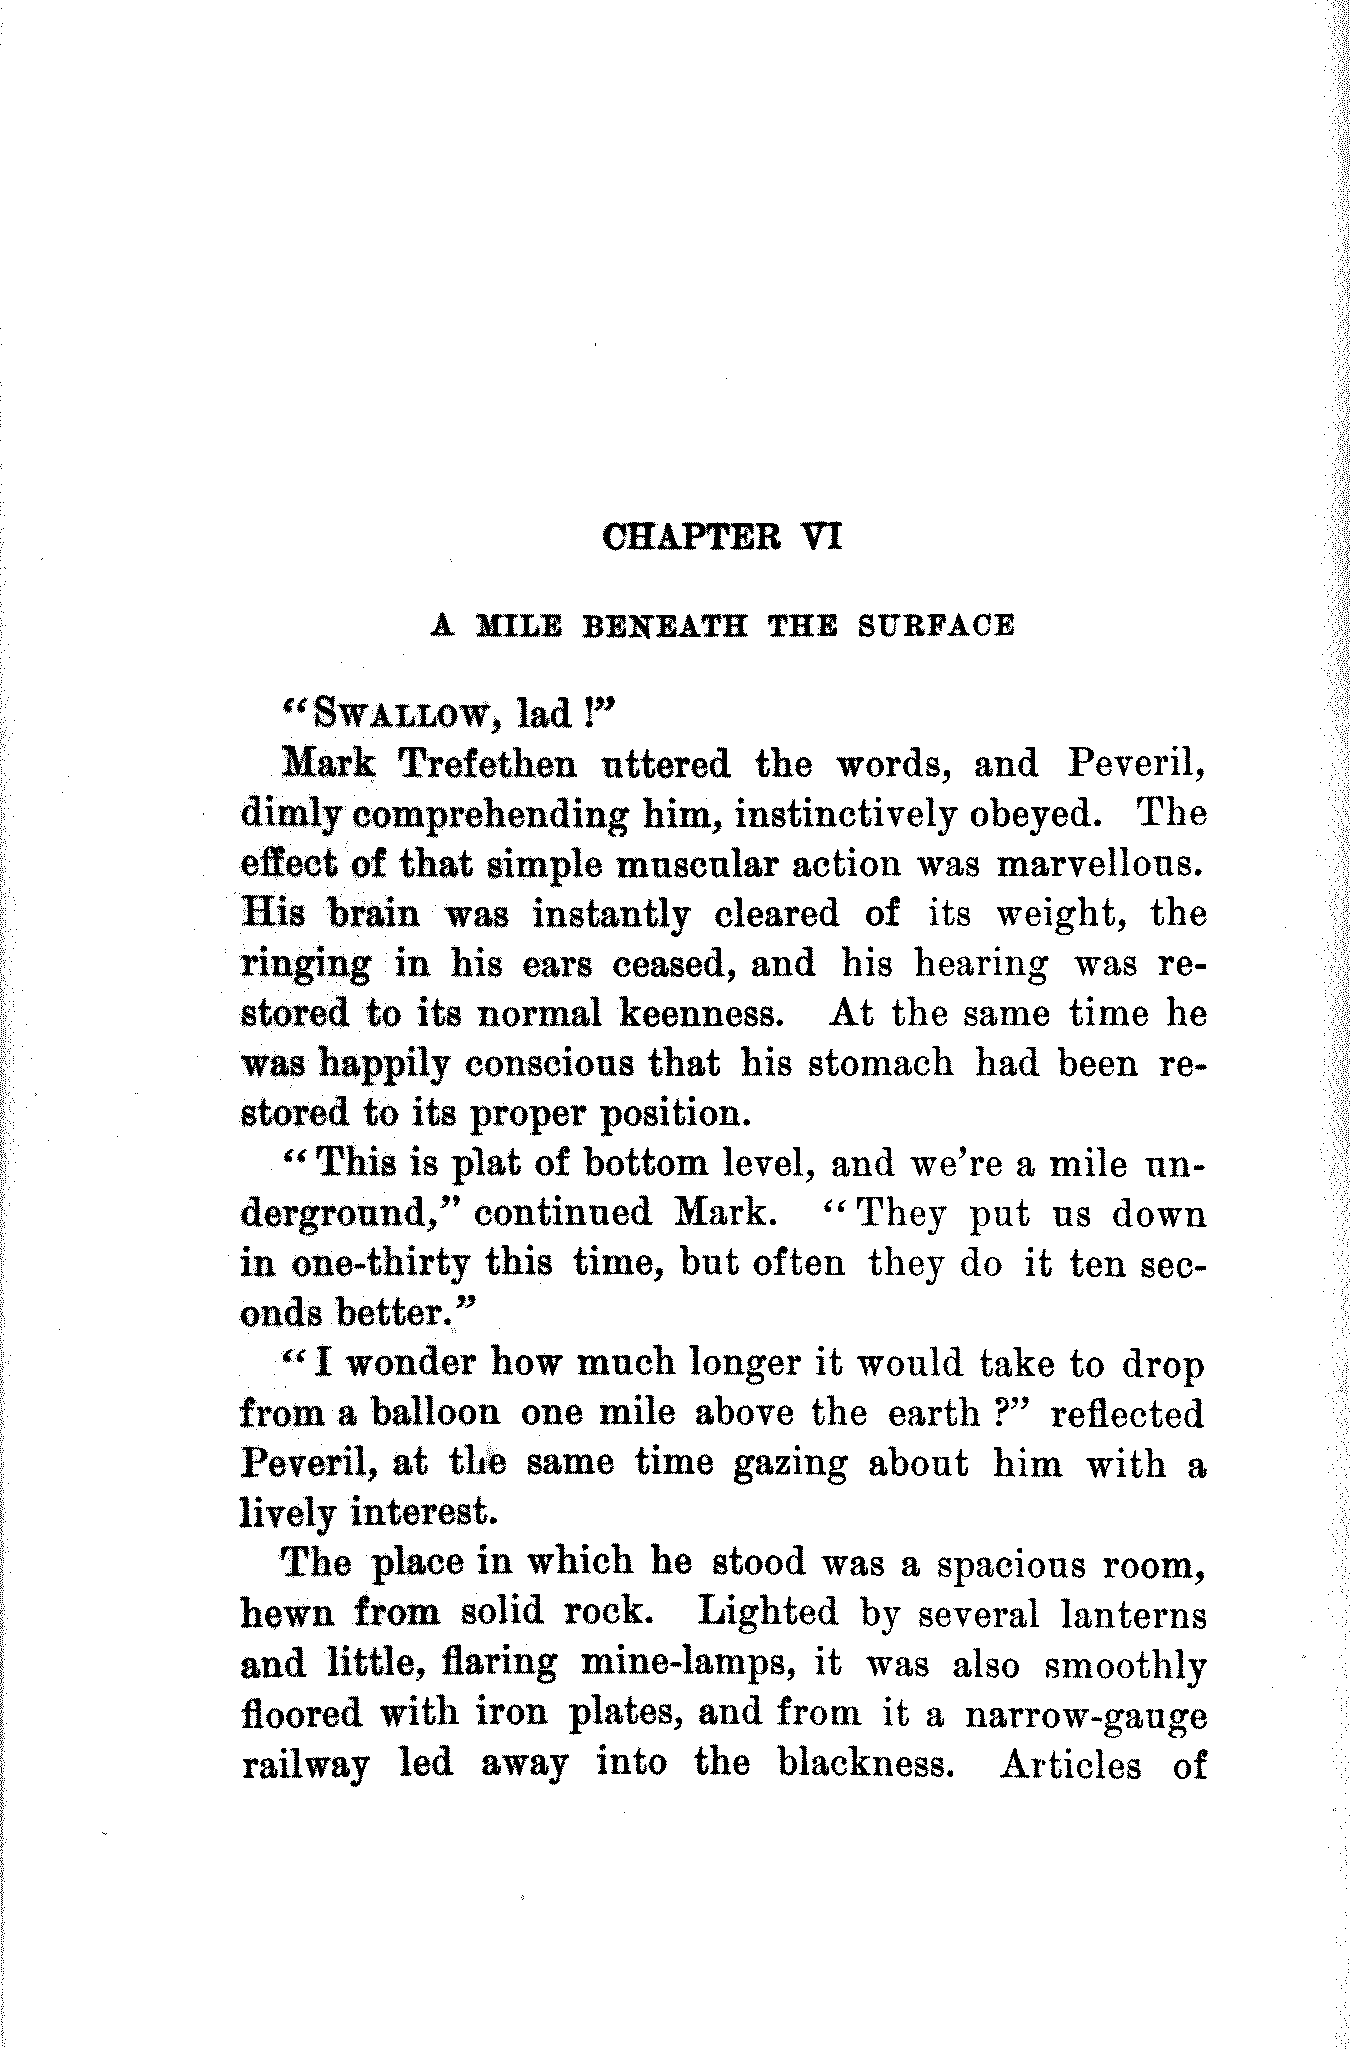 CHAPTER VI
A MILE BENEATH THE SURFACE
“SWALLOW, lad !”
Mark Trefethen uttered the words, and Peveril,
dimly comprehending him, instinctively obeyed. The
effect of that simple muscular action was marvellous.
His brain was instantly cleared of its weight, the
ringing in his ears ceased, and his hearing was re-
stored to its normal keenness. At the same time he
was happily conscious that his stomach had been re-
stored to its proper position.
“This is plat of bottom level, and we’re a mile un-
derground,” continued Mark. “They put us down
in one-thirty this time, but often they do it ten sec-
onds better.”
“I wonder how much longer it would take to drop
from a balloon one mile above the earth ?” reflected
Peveril, at the same time gazing about him with a
lively interest.
The place in which he stood was a spacious room,
hewn from solid rock. Lighted by several lanterns
and little, flaring mine-lamps, it was also smoothly
floored with iron plates, and from it a narrow-gauge
railway led away into the blackness. Articles of